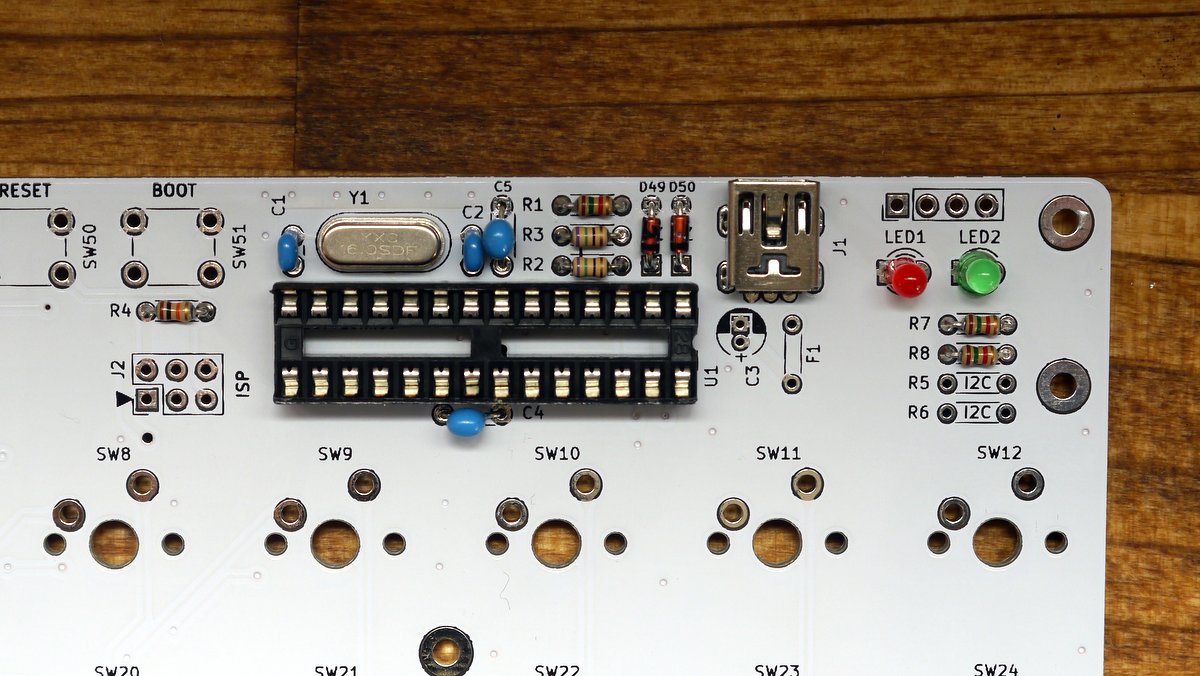 RESET
BOOT
Y1
C5
D49 D50
C1
C2
R1
R3
R2
SW50
SW51
J1
LED1
LED2
R4
J2
ISP
U1
C3
+
F1
R7
R8
R5 I2C
R6 I2C
C4
SW8
SW9
SW10
SW11
SW12
SW20
SW21
SW22
SW23
SW24